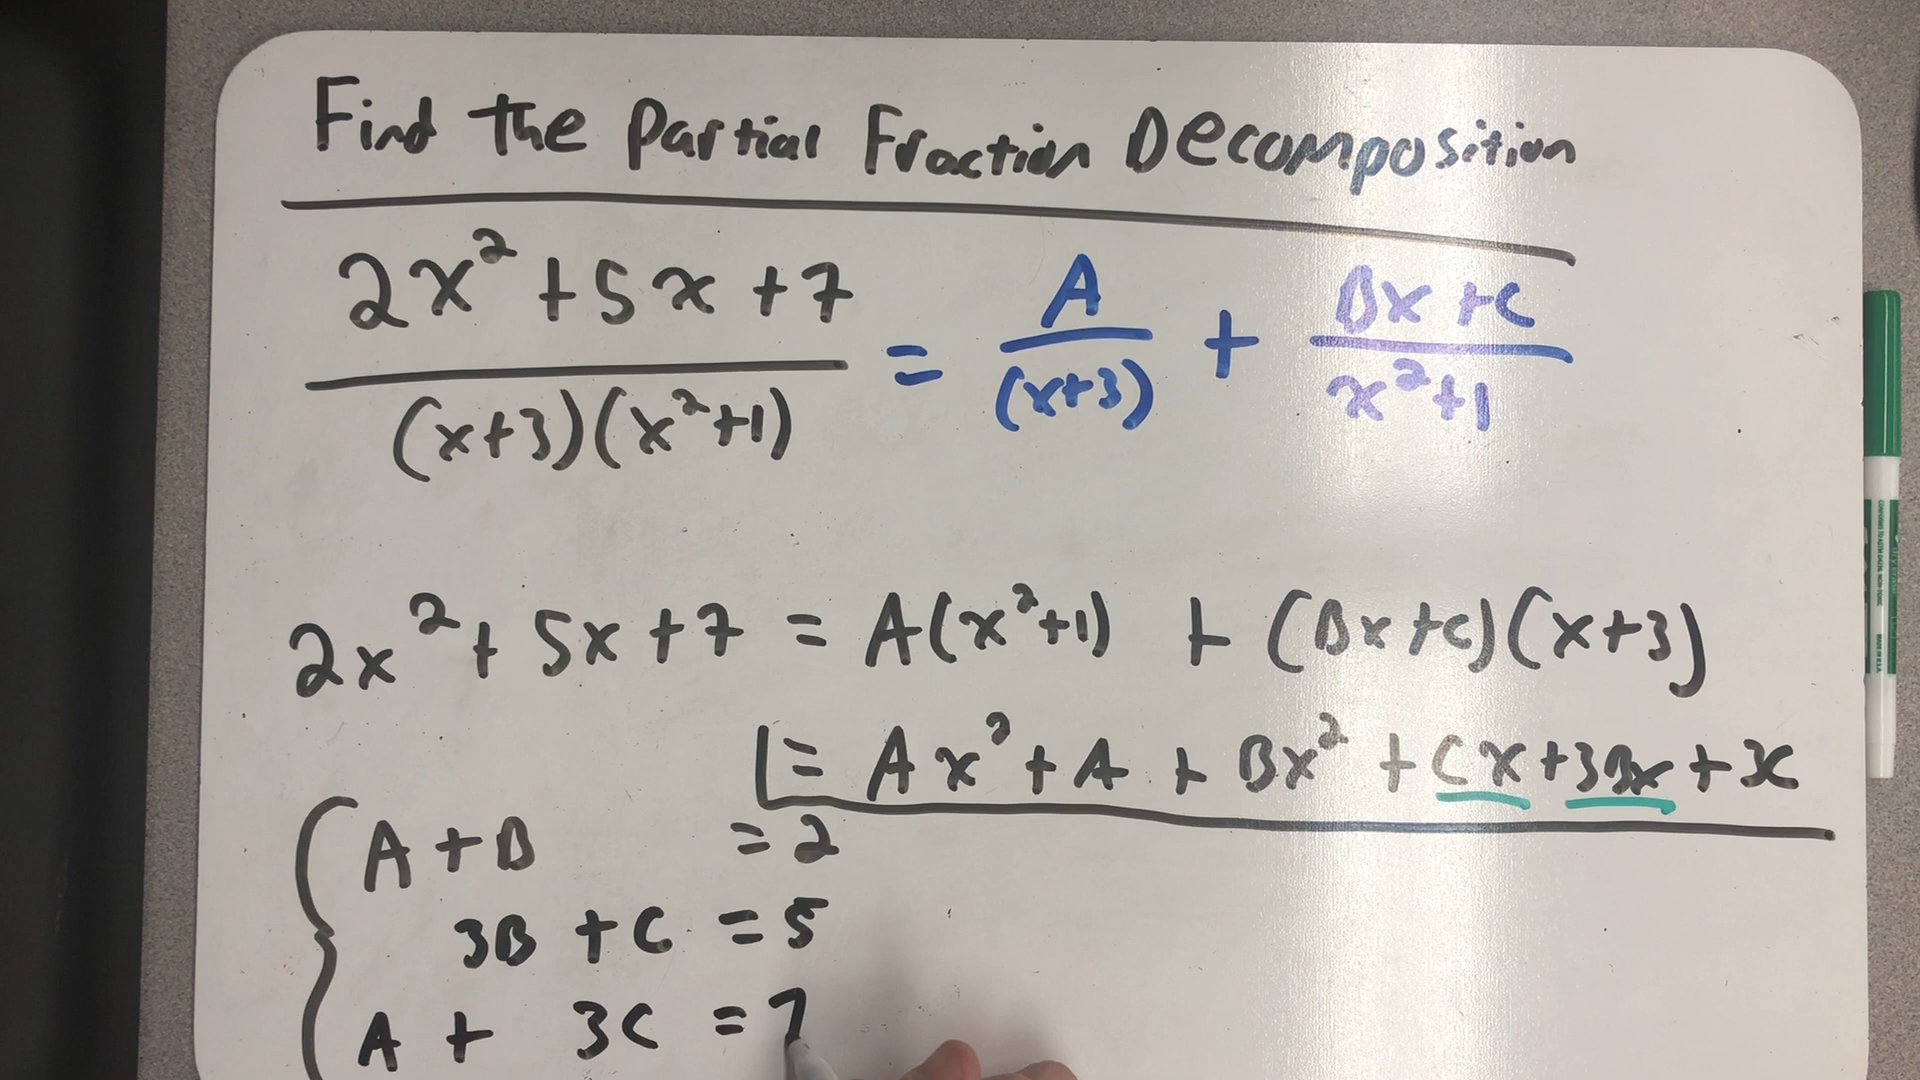 Find the Partial Fraction Decomposition
2x² + 5x + 7 / (x+3)(x²+1) = A / (x+3) + Bx + C / x²+1
2x² + 5x + 7 = A(x²+1) + (Bx+C)(x+3)
= Ax² + A + Bx² + Cx + 3Bx + 3C
A + B = 2
3B + C = 5
A + 3C = 7